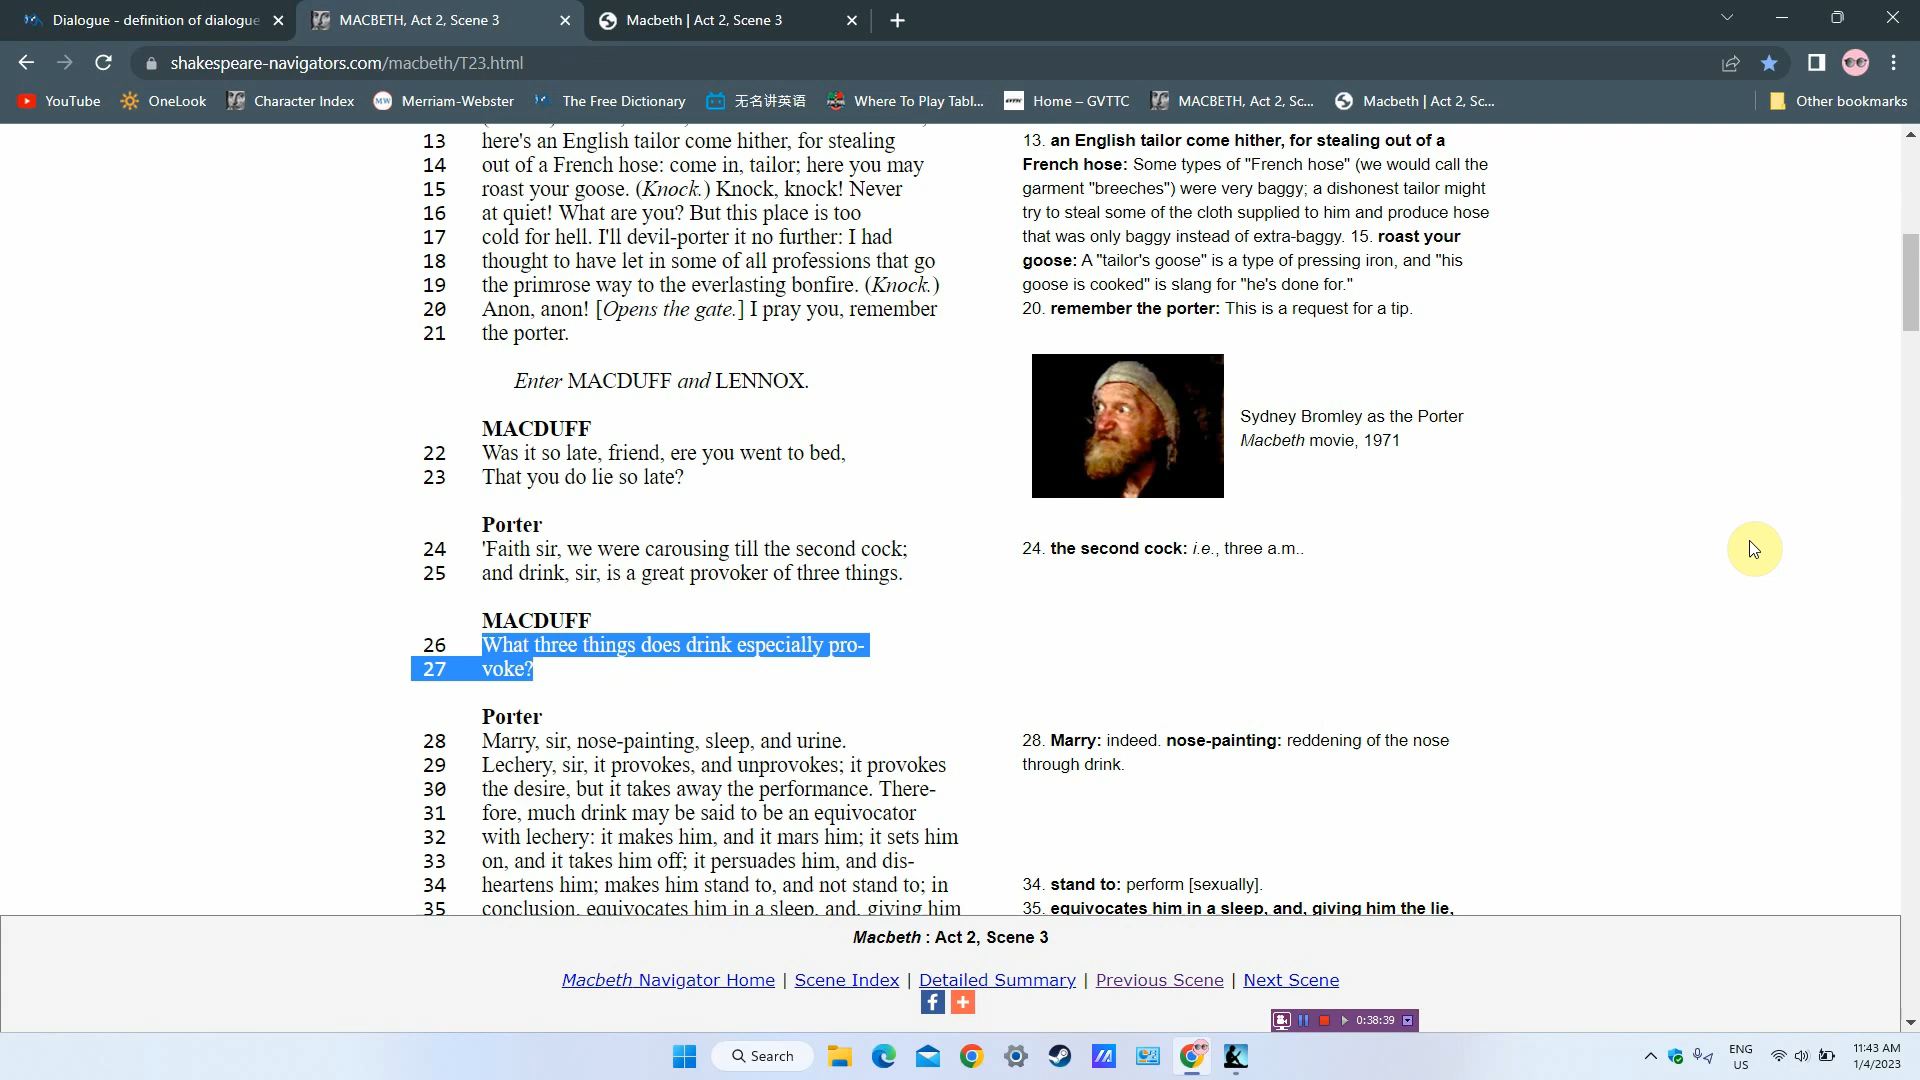 Dialogue - definition of dialogue
MACBETH, Act 2, Scene 3
Macbeth | Act 2, Scene 3
shakespeare-navigators.com/macbeth/T23.html
YouTube
OneLook
Character Index
MW Merriam-Webster
The Free Dictionary
无名讲英语
Where To Play Tabl...
Home – GVTTC
MACBETH, Act 2, Sc...
Macbeth | Act 2, Sc...
Other bookmarks
13 here's an English tailor come hither, for stealing
14 out of a French hose: come in, tailor; here you may
15 roast your goose. (Knock.) Knock, knock! Never
16 at quiet! What are you? But this place is too
17 cold for hell. I'll devil-porter it no further: I had
18 thought to have let in some of all professions that go
19 the primrose way to the everlasting bonfire. (Knock.)
20 Anon, anon! [Opens the gate.] I pray you, remember
21 the porter.
13. an English tailor come hither, for stealing out of a
French hose: Some types of "French hose" (we would call the
garment "breeches") were very baggy; a dishonest tailor might
try to steal some of the cloth supplied to him and produce hose
that was only baggy instead of extra-baggy. 15. roast your
goose: A "tailor's goose" is a type of pressing iron, and "his
goose is cooked" is slang for "he's done for."
20. remember the porter: This is a request for a tip.
Enter MACDUFF and LENNOX.
Sydney Bromley as the Porter
Macbeth movie, 1971
MACDUFF
22 Was it so late, friend, ere you went to bed,
23 That you do lie so late?
Porter
24 'Faith sir, we were carousing till the second cock;
25 and drink, sir, is a great provoker of three things.
24. the second cock: i.e., three a.m..
MACDUFF
26 What three things does drink especially pro-
27 voke?
Porter
28 Marry, sir, nose-painting, sleep, and urine.
29 Lechery, sir, it provokes, and unprovokes; it provokes
30 the desire, but it takes away the performance. There-
31 fore, much drink may be said to be an equivocator
32 with lechery: it makes him, and it mars him; it sets him
33 on, and it takes him off; it persuades him, and dis-
34 heartens him; makes him stand to, and not stand to; in
35 conclusion, equivocates him in a sleep, and, giving him
28. Marry: indeed. nose-painting: reddening of the nose
through drink.
34. stand to: perform [sexually].
35. equivocates him in a sleep, and, giving him the lie,
Macbeth : Act 2, Scene 3
Macbeth Navigator Home | Scene Index | Detailed Summary | Previous Scene | Next Scene
0:38:39
Search
ENG
US
11:43 AM
1/4/2023